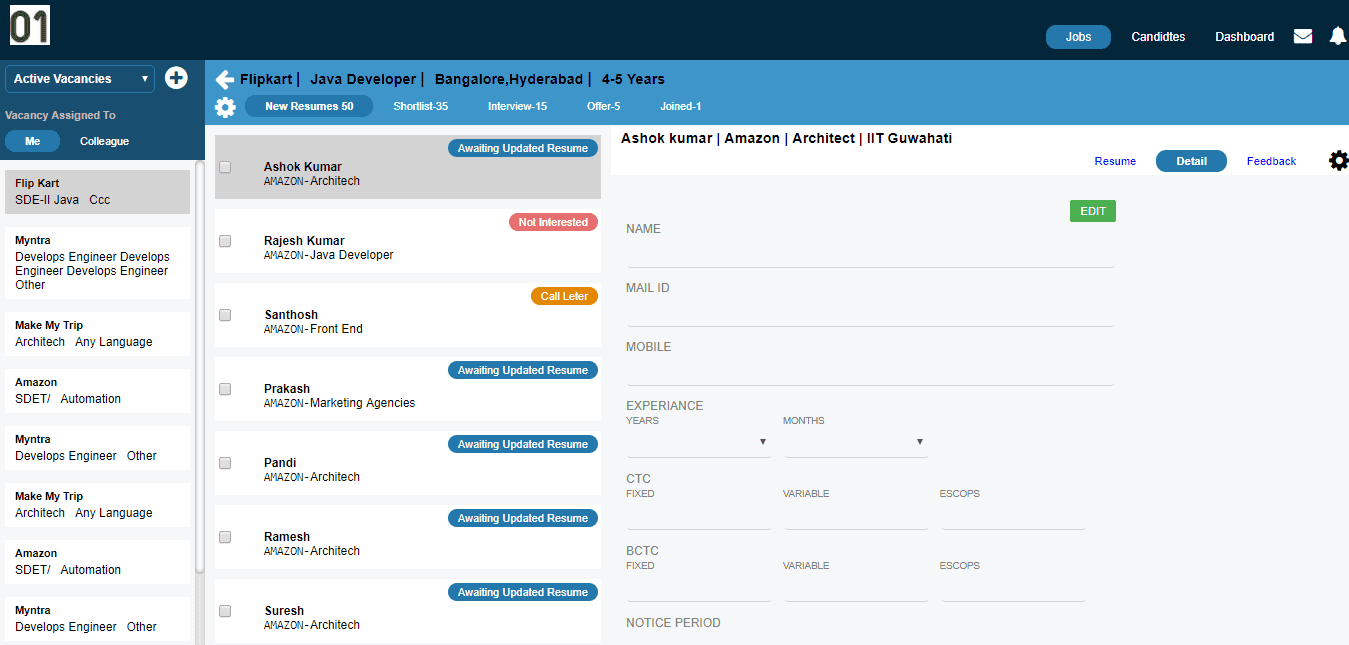 01
Jobs Candidtes Dashboard
Active Vacancies
Vacancy Assigned To
Me Colleague
Flip Kart
SDE-II Java Ccc
Myntra
Develops Engineer Develops
Engineer Develops Engineer
Other
Make My Trip
Architech Any Language
Amazon
SDET/ Automation
Myntra
Develops Engineer Other
Make My Trip
Architech Any Language
Amazon
SDET/ Automation
Myntra
Develops Engineer Other
Flipkart | Java Developer | Bangalore,Hyderabad | 4-5 Years
New Resumes 50 Shortlist-35 Interview-15 Offer-5 Joined-1
Awaiting Updated Resume
Ashok Kumar
AMAZON-Architech
Not Interested
Rajesh Kumar
AMAZON-Java Developer
Call Leter
Santhosh
AMAZON-Front End
Awaiting Updated Resume
Prakash
AMAZON-Marketing Agencies
Awaiting Updated Resume
Pandi
AMAZON-Architech
Awaiting Updated Resume
Ramesh
AMAZON-Architech
Awaiting Updated Resume
Suresh
AMAZON-Architech
Ashok kumar | Amazon | Architect | IIT Guwahati
Resume Detail Feedback
EDIT
NAME
MAIL ID
MOBILE
EXPERIANCE
YEARS MONTHS
CTC
FIXED VARIABLE ESCOPS
BCTC
FIXED VARIABLE ESCOPS
NOTICE PERIOD